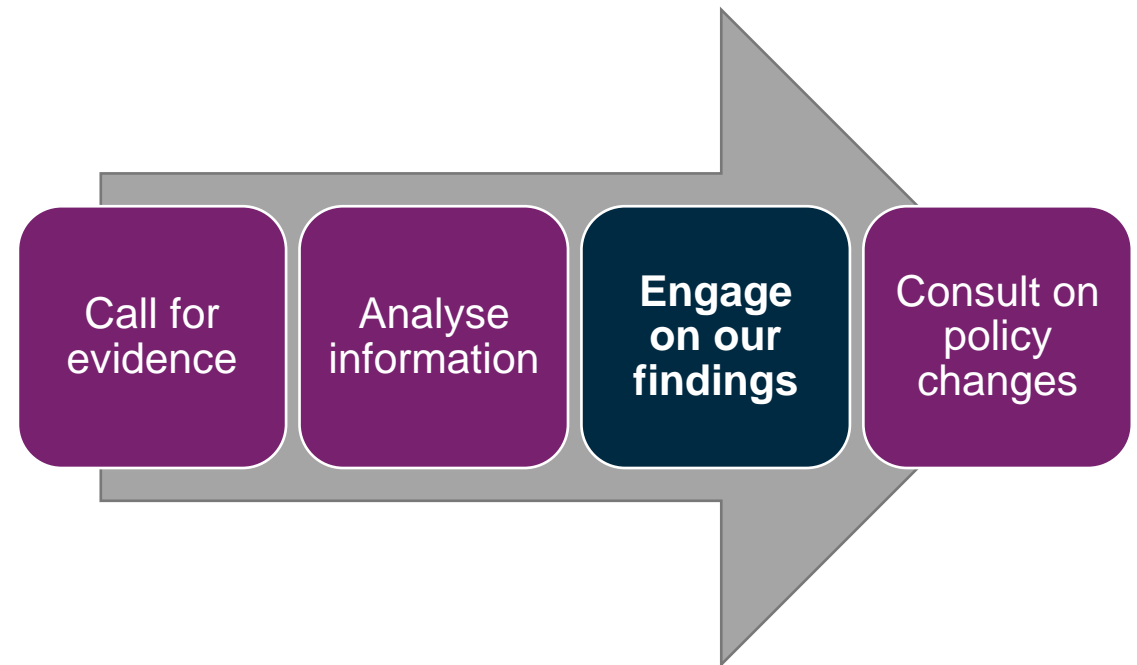 Call for
evidence
Analyse
information
Engage
on our
findings
Consult on
policy
changes